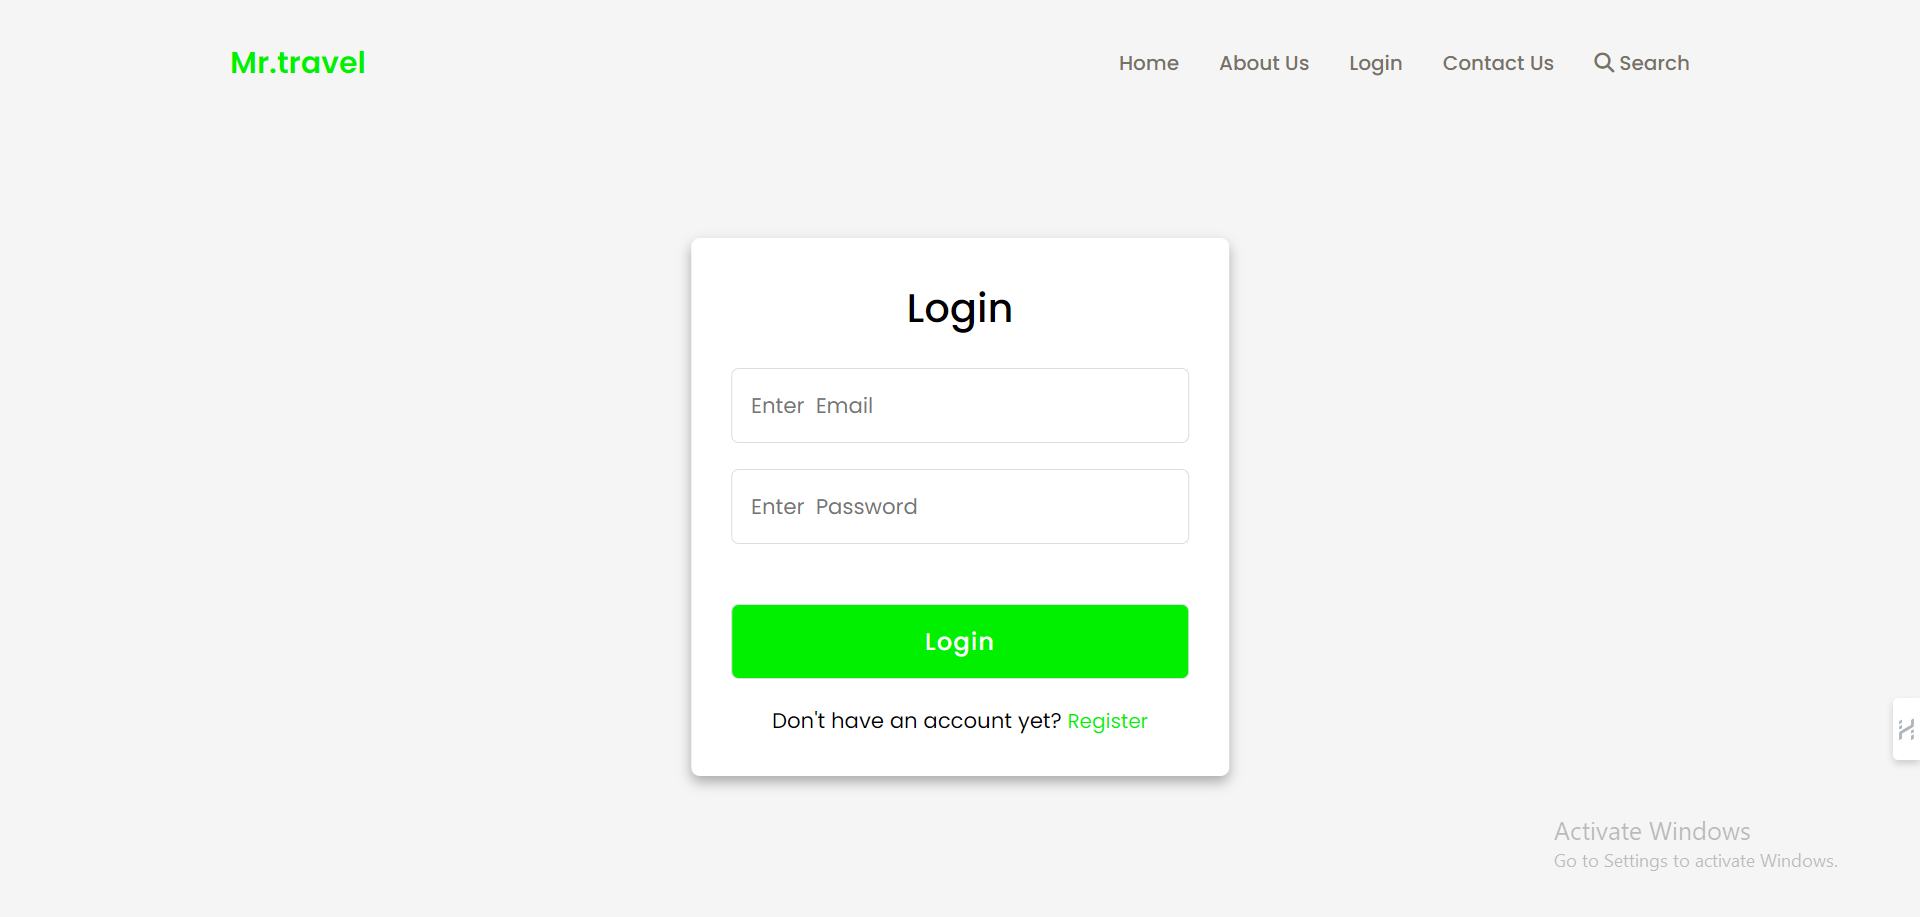 Mr.travel
Home About Us Login Contact Us Search
Login
Enter  Email
Enter  Password
Login
Don't have an account yet? Register
Activate Windows
Go to Settings to activate Windows.